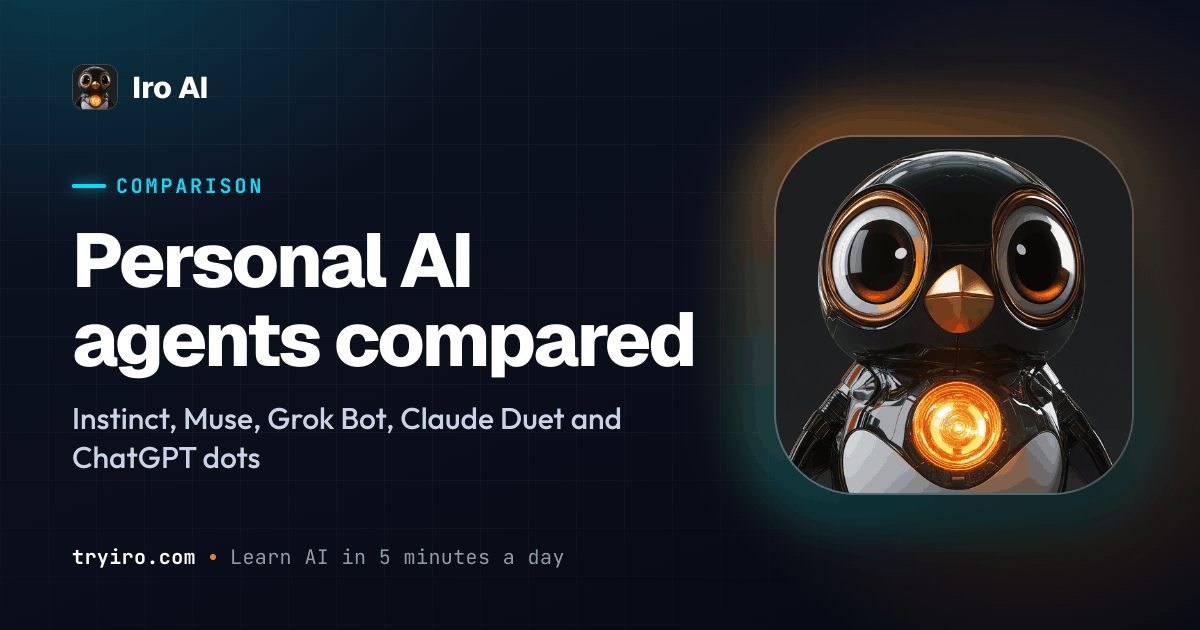 Iro AI
COMPARISON
Personal AI
agents compared
Instinct, Muse, Grok Bot, Claude Duet and
ChatGPT dots
tryiro.com • Learn AI in 5 minutes a day